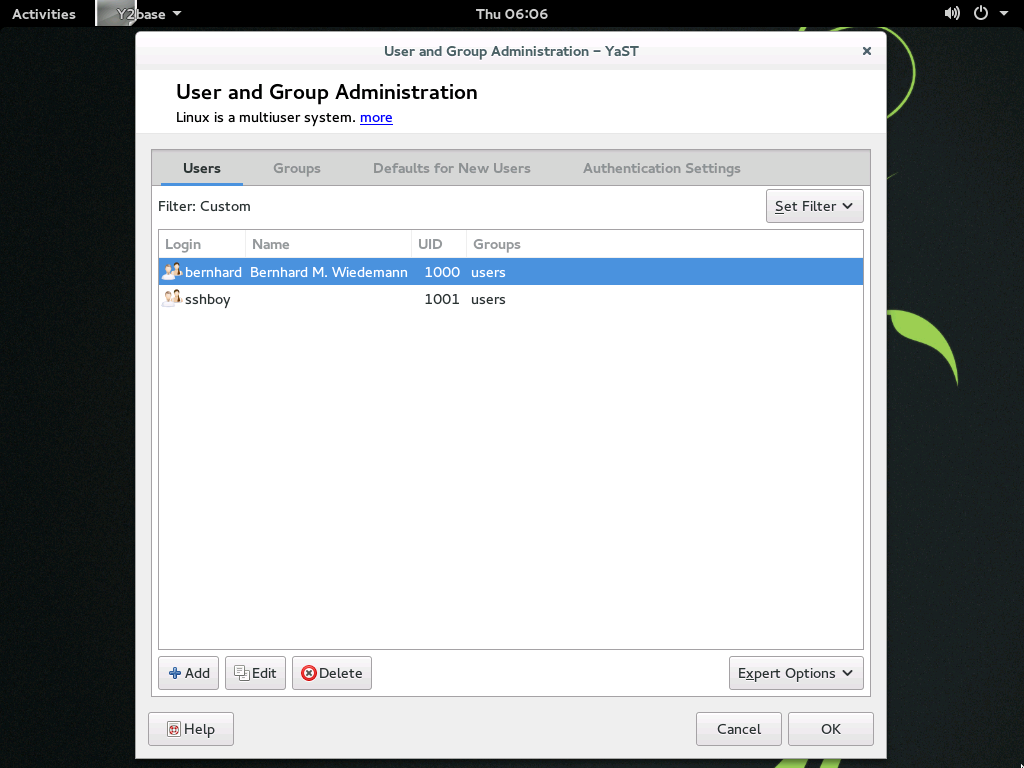 Activities Y2base Thu 06:06
User and Group Administration – YaST
User and Group Administration
Linux is a multiuser system. more
Users Groups Defaults for New Users Authentication Settings
Filter: Custom Set Filter
Login Name UID Groups
bernhard Bernhard M. Wiedemann 1000 users
sshboy 1001 users
Add Edit Delete Expert Options
Help Cancel OK